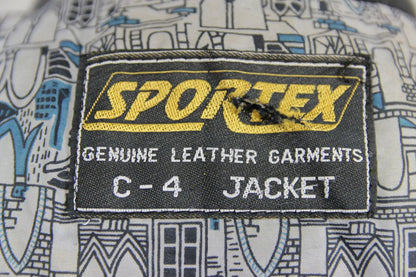 SPORTEX
GENUINE LEATHER GARMENTS
C-4 JACKET